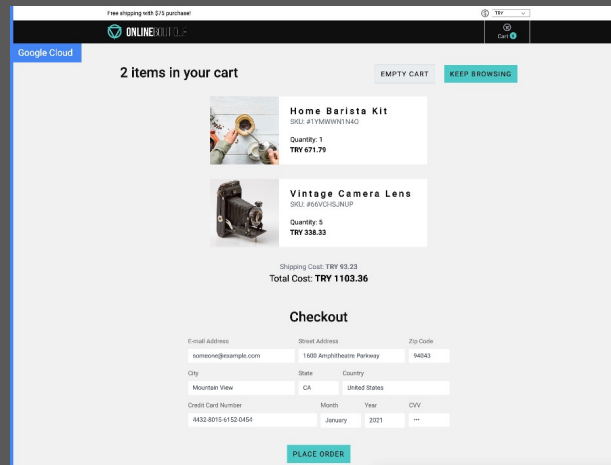 Free shipping with $75 purchase!
TRY
ONLINEBOUTIQUE
Cart
Google Cloud
2 items in your cart
EMPTY CART
KEEP BROWSING
Home Barista Kit
SKU: #1YMWWN1N4O
Quantity: 1
TRY 671.79
Vintage Camera Lens
SKU: #66VCHSJNUP
Quantity: 5
TRY 338.33
Shipping Cost: TRY 93.23
Total Cost: TRY 1103.36
Checkout
E-mail Address Street Address Zip Code
someone@example.com 1600 Amphitheatre Parkway 94043
City State Country
Mountain View CA United States
Credit Card Number Month Year CVV
4432-8015-6152-0454 January 2021 •••
PLACE ORDER